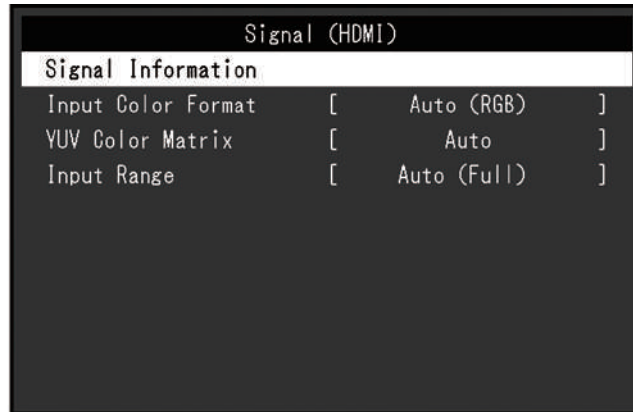 Signal (HDMI)
Signal Information
Input Color Format [ Auto (RGB) ]
YUV Color Matrix [ Auto ]
Input Range [ Auto (Full) ]